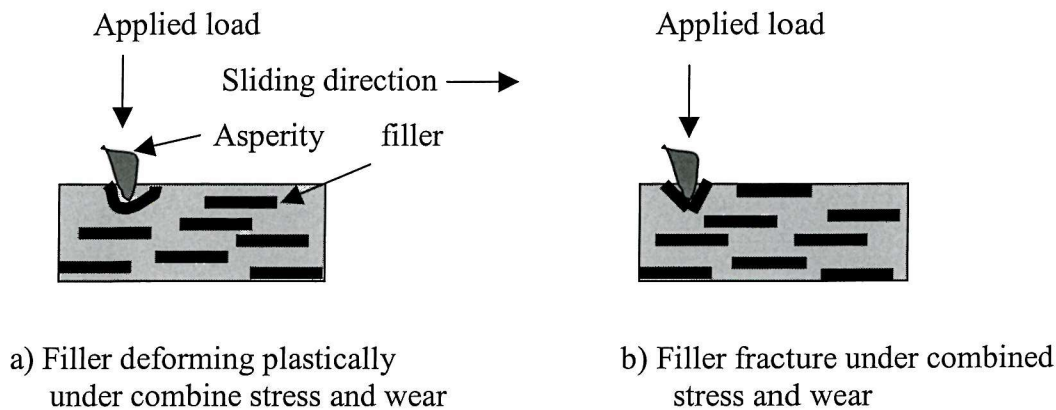 Applied load
Applied load
Sliding direction
Asperity
filler
a) Filler deforming plastically
under combine stress and wear
b) Filler fracture under combined
stress and wear